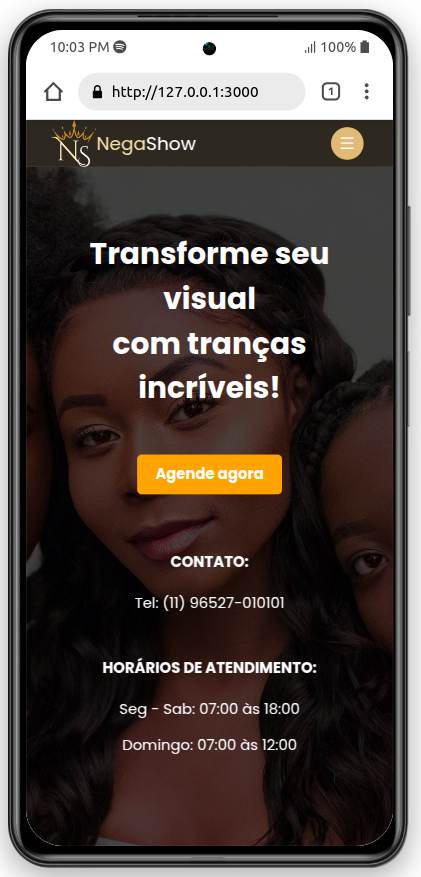 10:03 PM 100%
http://127.0.0.1:3000 1
NS NegaShow
Transforme seu
visual
com tranças
incríveis!
Agende agora
CONTATO:
Tel: (11) 96527-010101
HORÁRIOS DE ATENDIMENTO:
Seg - Sab: 07:00 às 18:00
Domingo: 07:00 às 12:00